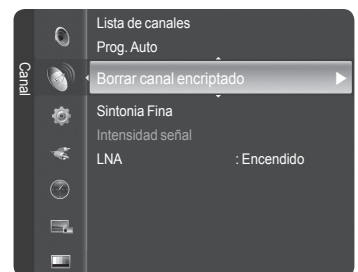 Canal
Lista de canales
Prog. Auto
Borrar canal encriptado
Sintonia Fina
Intensidad señal
LNA : Encendido